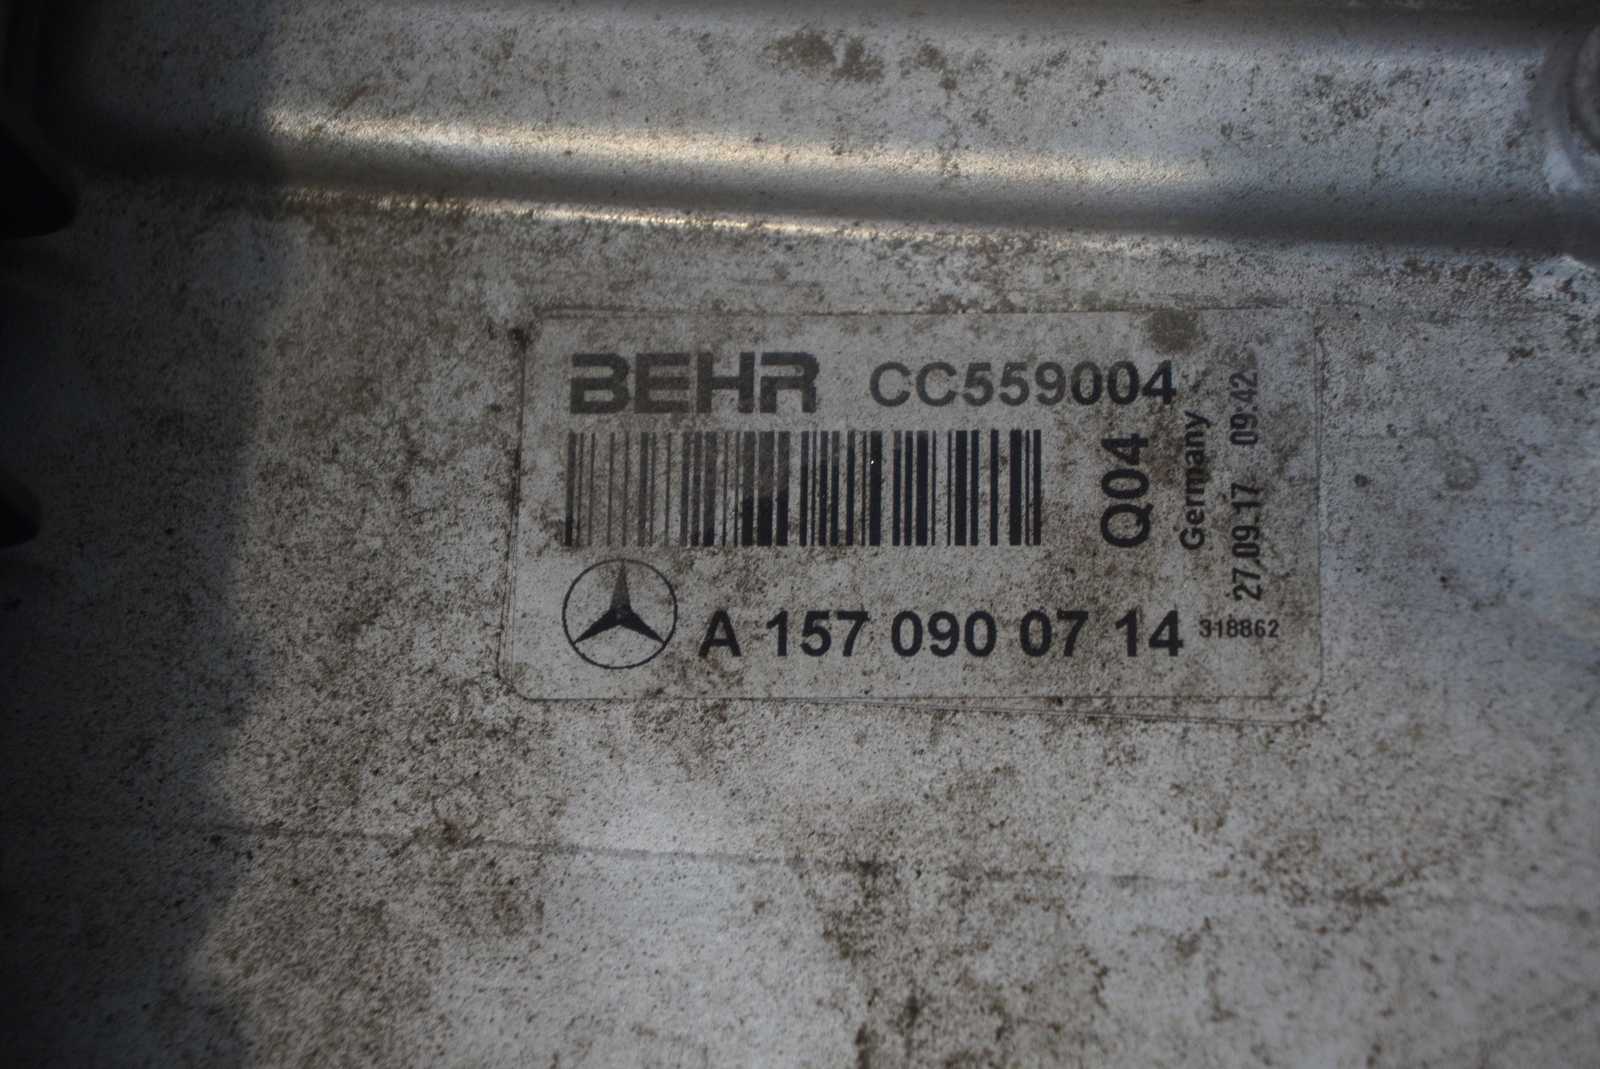 BEHR CC559004
Q04
Germany
27.09.17 09:42
A 157 090 07 14
318862